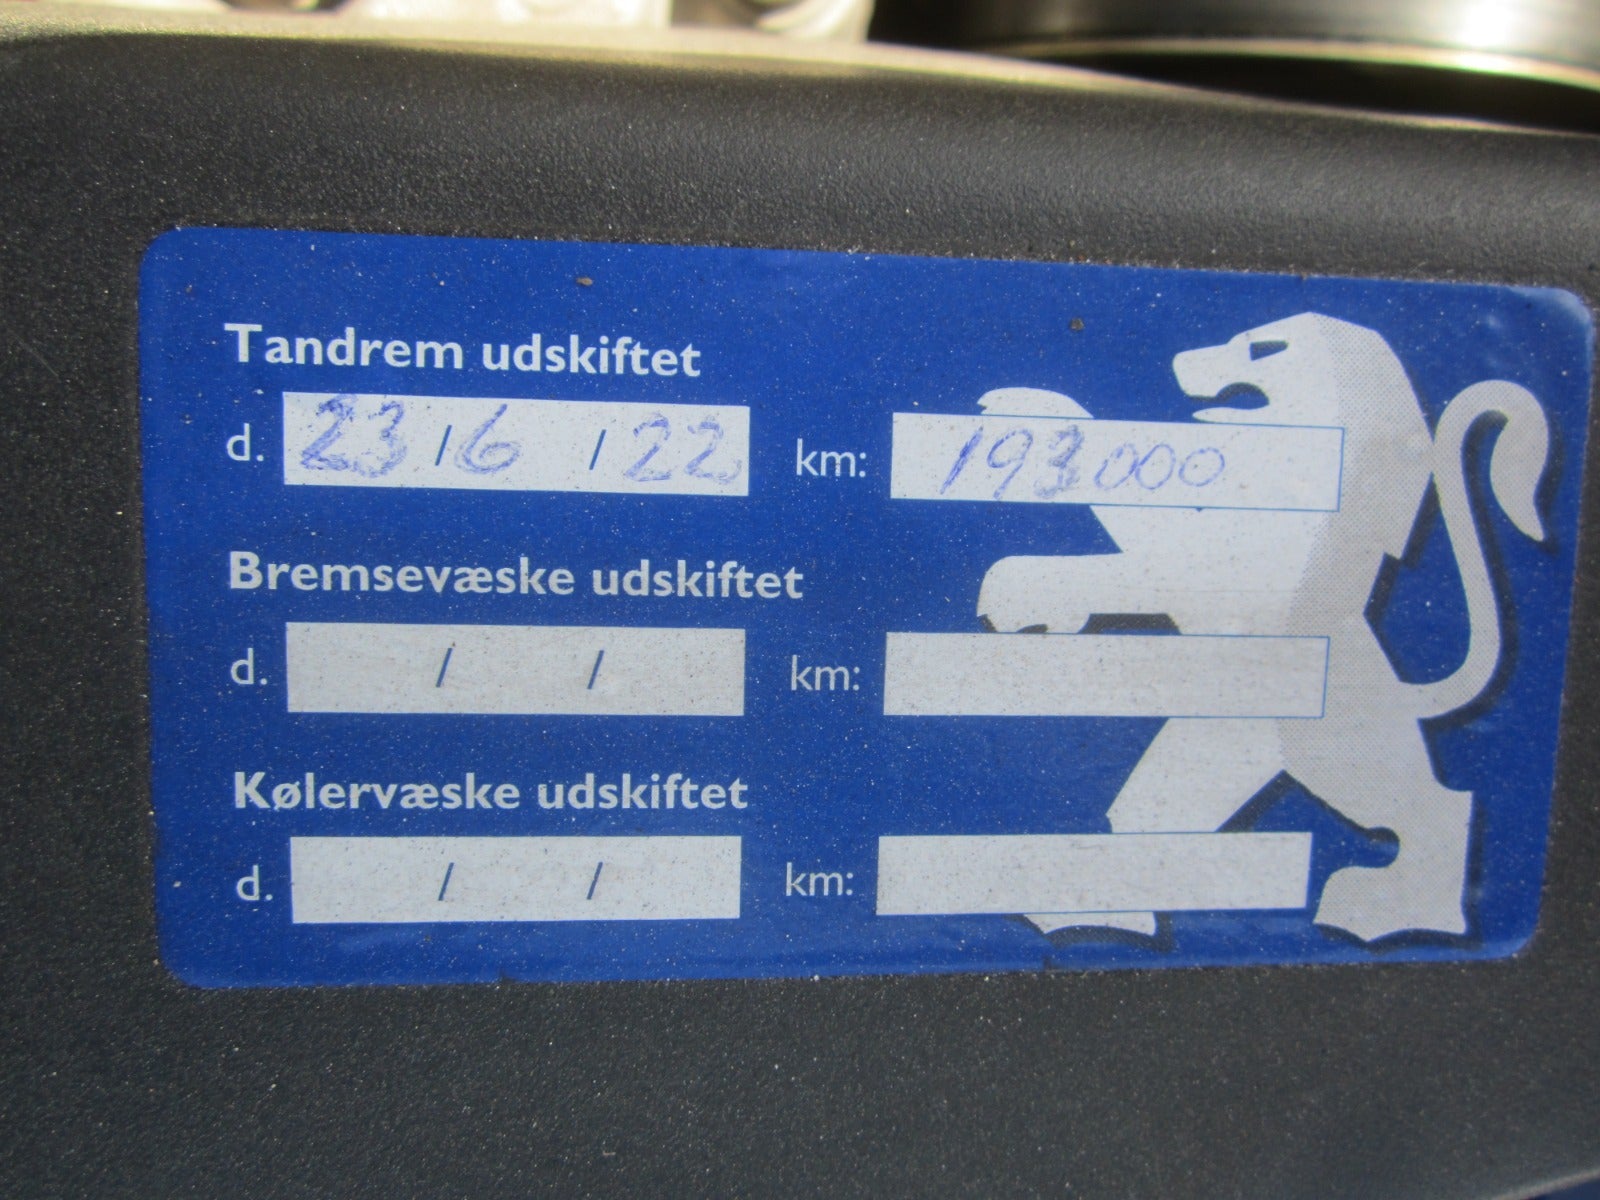 Tandrem udskiftet
d. 23/6/22 km: 193000
Bremsevæske udskiftet
d. / / km:
Kølervæske udskiftet
d. / / km: